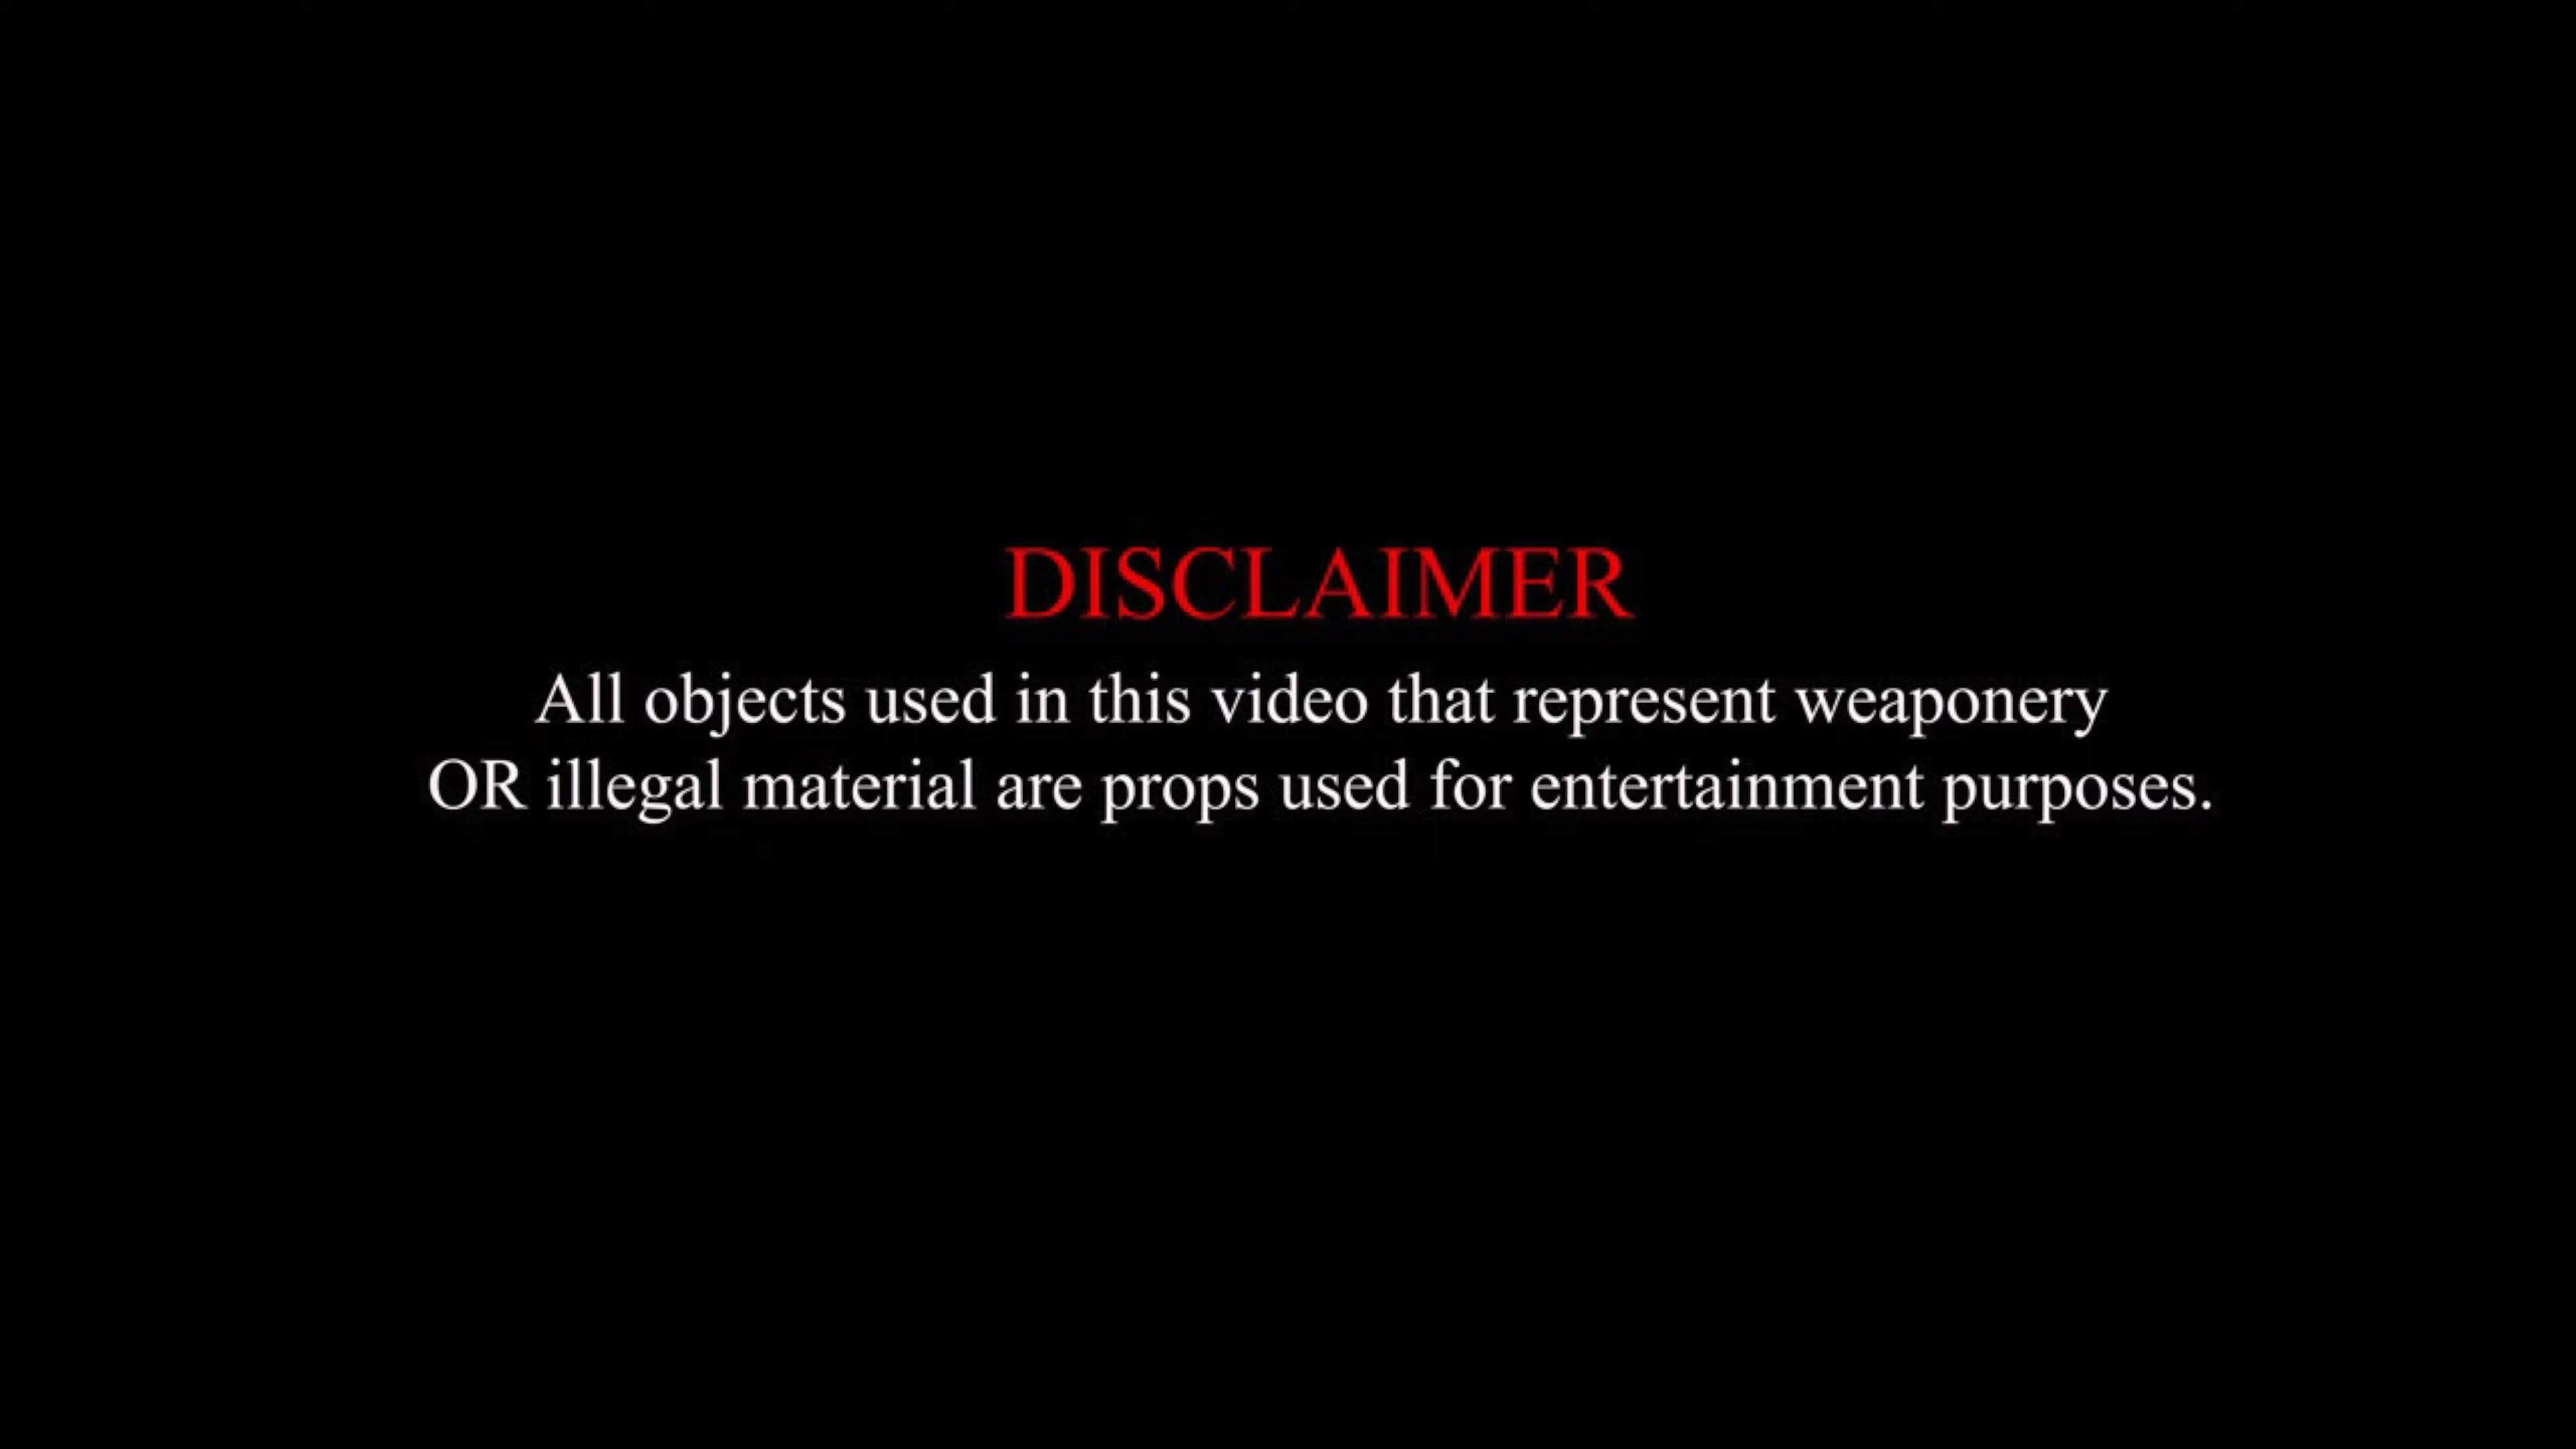 DISCLAIMER
All objects used in this video that represent weaponery
OR illegal material are props used for entertainment purposes.